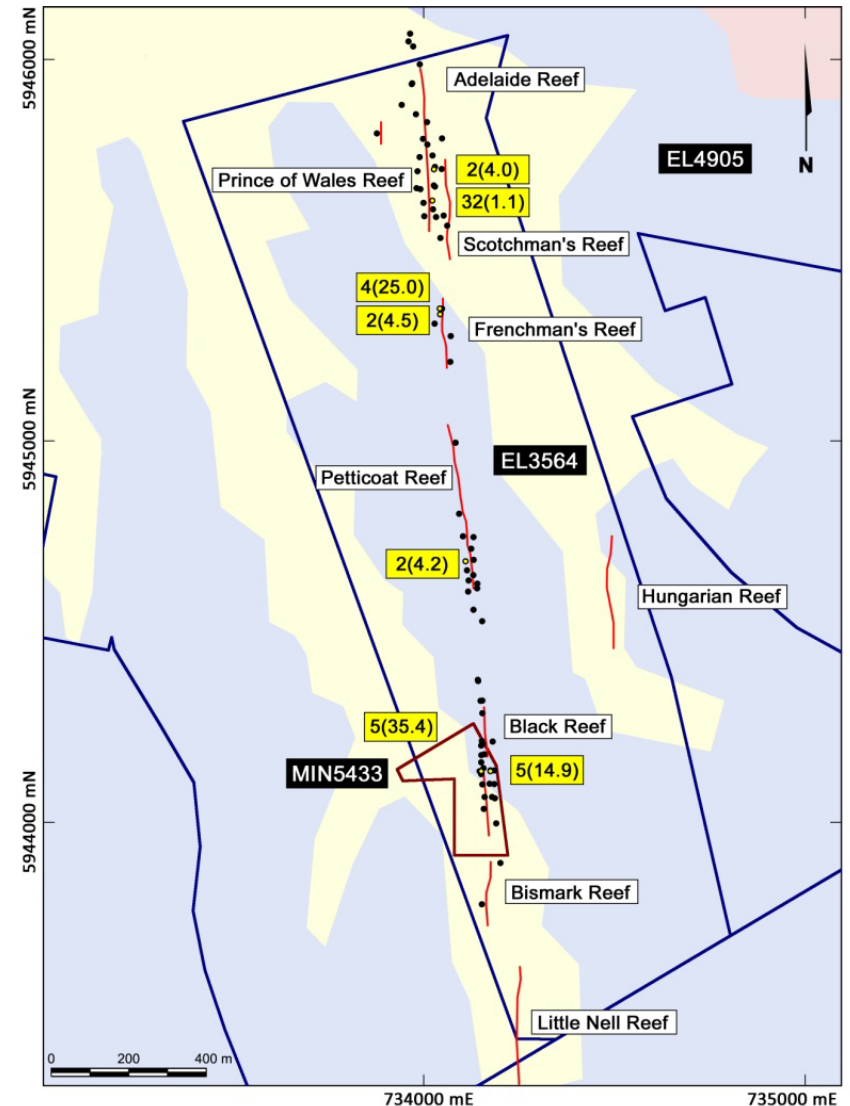 5946000 mN
Adelaide Reef
EL4905
N
2(4.0)
Prince of Wales Reef
32(1.1)
Scotchman's Reef
4(25.0)
2(4.5)
Frenchman's Reef
5945000 mN
EL3564
Petticoat Reef
2(4.2)
Hungarian Reef
5(35.4)
Black Reef
MIN5433
5(14.9)
5944000 mN
Bismark Reef
Little Nell Reef
0 200 400 m
734000 mE
735000 mE